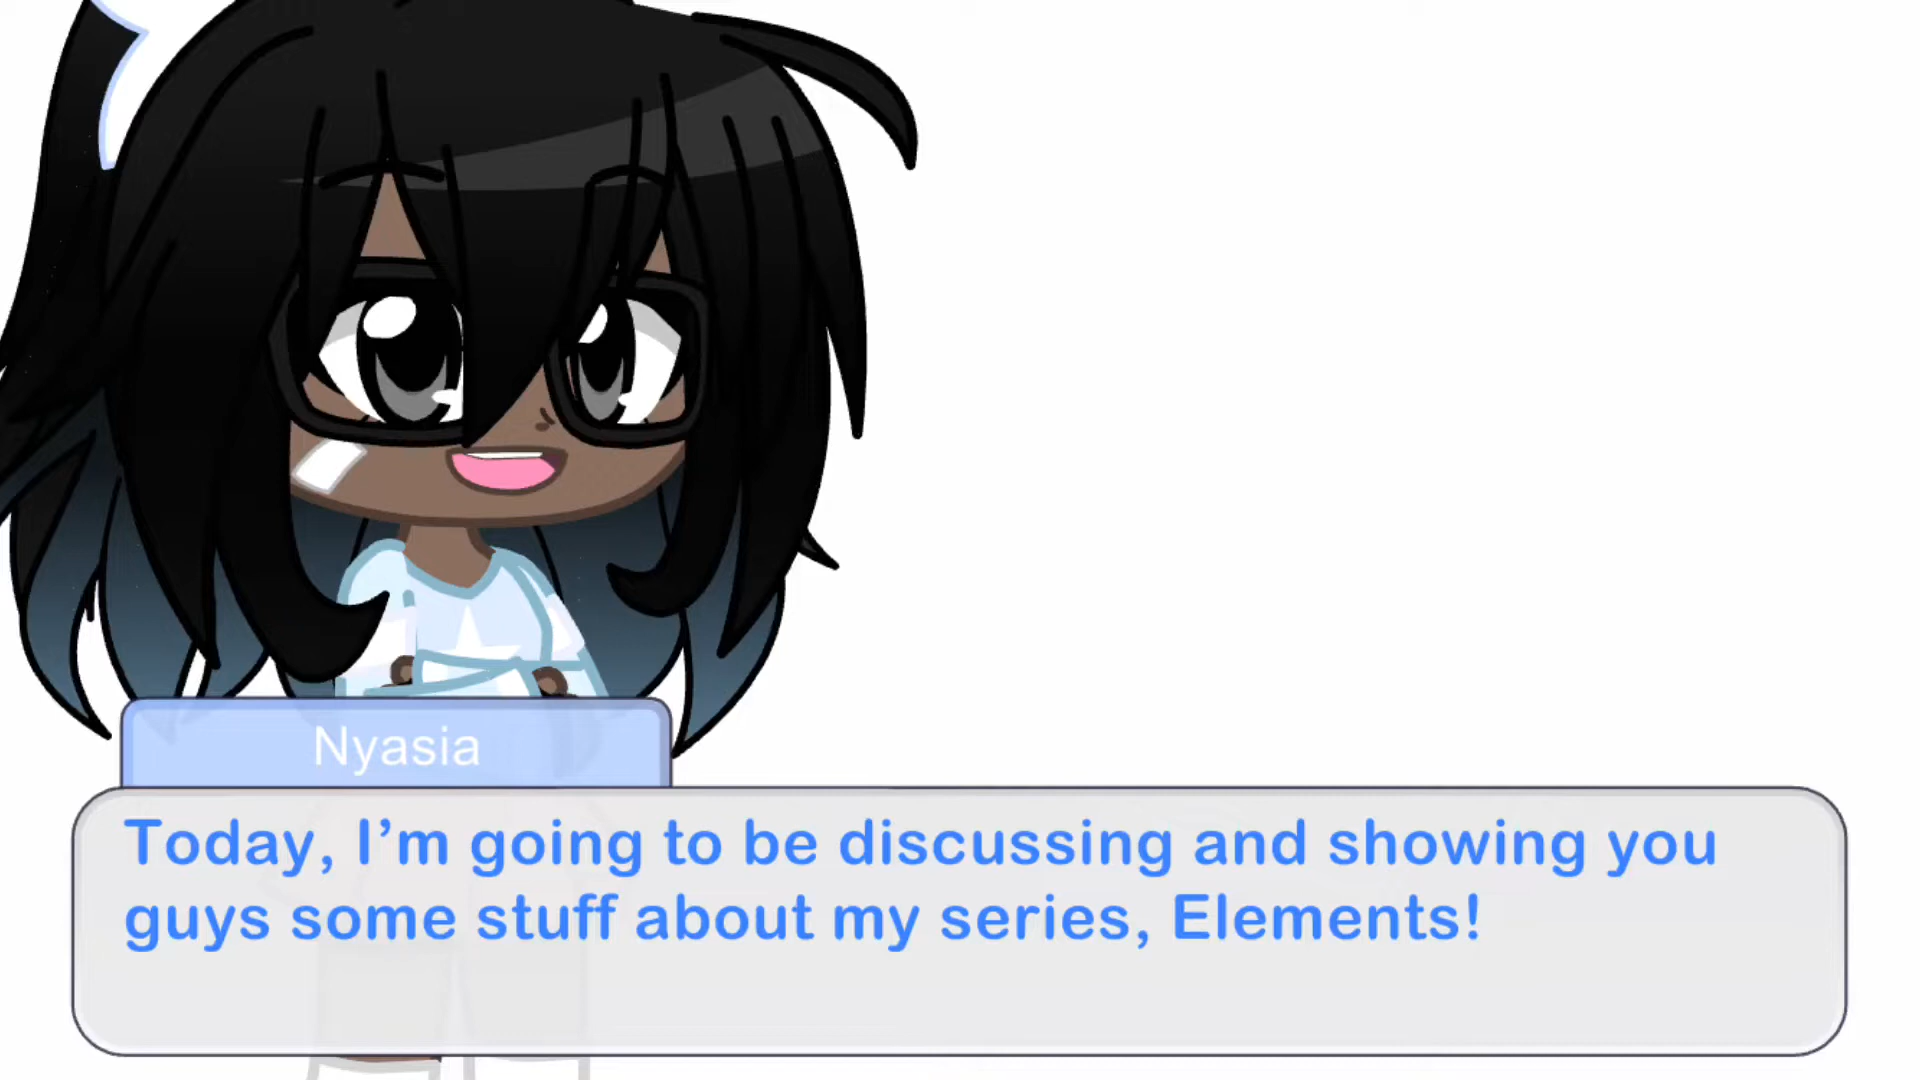 Nyasia
Today, I’m going to be discussing and showing you
guys some stuff about my series, Elements!